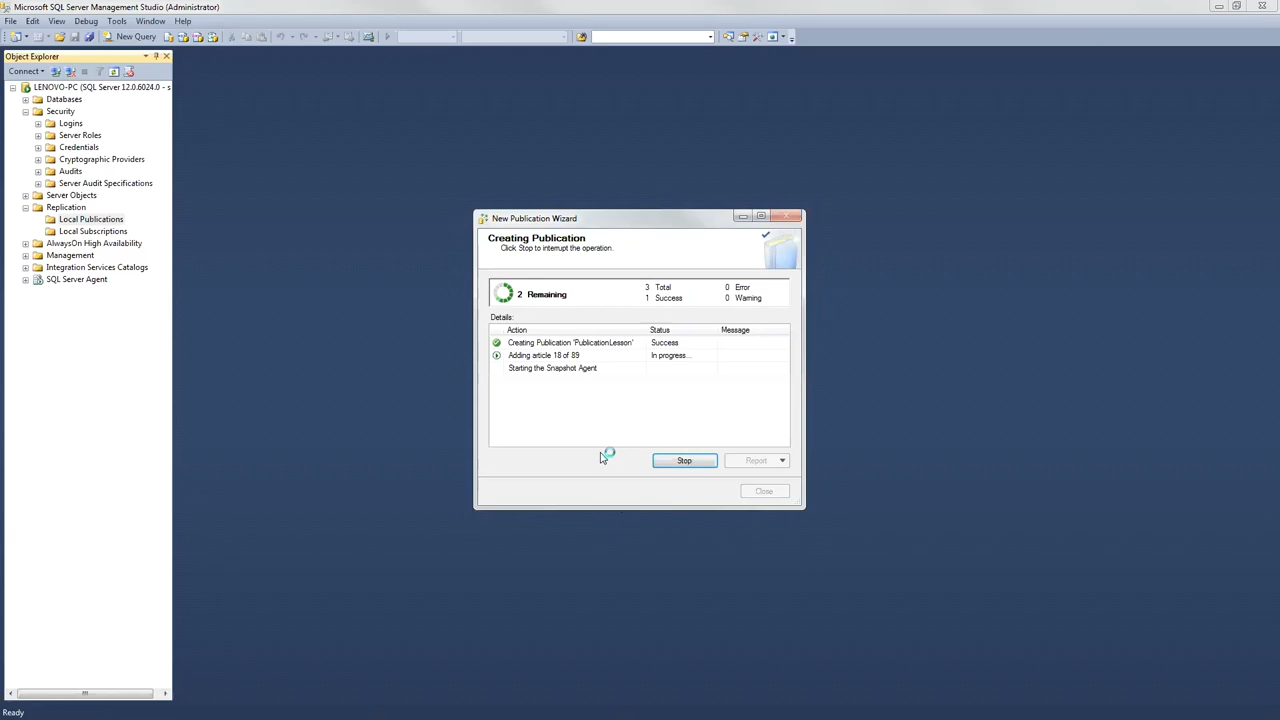 Microsoft SQL Server Management Studio (Administrator)
File Edit View Debug Tools Window Help
New Query
Object Explorer
Connect
LENOVO-PC (SQL Server 12.0.6024.0 - s
Databases
Security
Logins
Server Roles
Credentials
Cryptographic Providers
Audits
Server Audit Specifications
Server Objects
Replication
Local Publications
Local Subscriptions
AlwaysOn High Availability
Management
Integration Services Catalogs
SQL Server Agent
New Publication Wizard
Creating Publication
Click Stop to interrupt the operation.
2 Remaining
3 Total 0 Error
1 Success 0 Warning
Details:
Action Status Message
Creating Publication 'PublicationLesson' Success
Adding article 18 of 89 In progress...
Starting the Snapshot Agent
Stop Report
Close
Ready